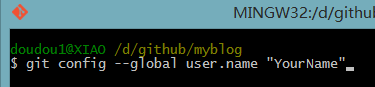 MINGW32:/d/github
doudou1@XIAO /d/github/myblog
$ git config --global user.name "YourName"